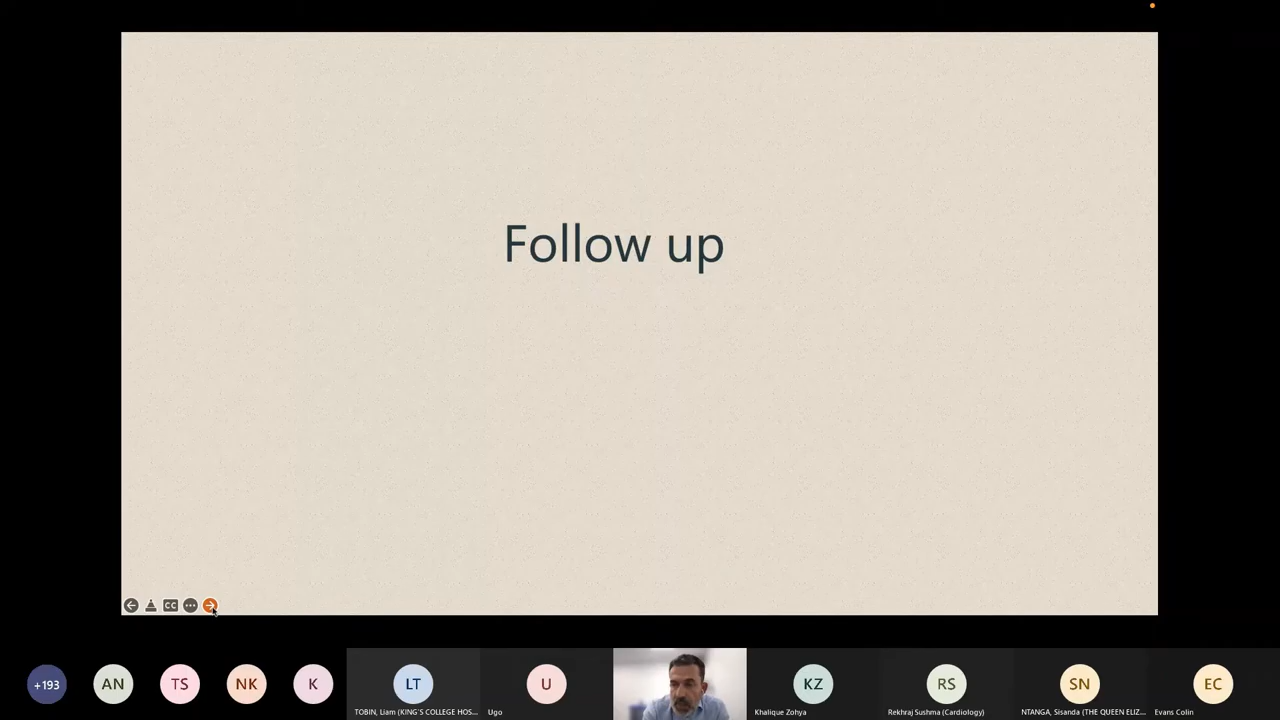 Follow up
CC
+193
AN
TS
NK
K
LT
U
KZ
RS
SN
EC
TOBIN, Liam (KING'S COLLEGE HOS...
Ugo
Khalique Zohya
Rekhraj Sushma (Cardiology)
NTANGA, Sisanda (THE QUEEN ELIZ...
Evans Colin